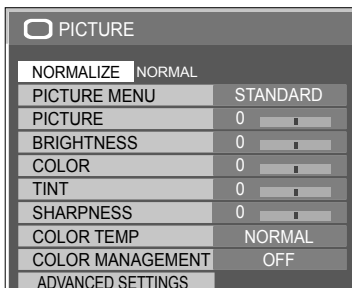 PICTURE
NORMALIZE NORMAL
PICTURE MENU STANDARD
PICTURE 0
BRIGHTNESS 0
COLOR 0
TINT 0
SHARPNESS 0
COLOR TEMP NORMAL
COLOR MANAGEMENT OFF
ADVANCED SETTINGS